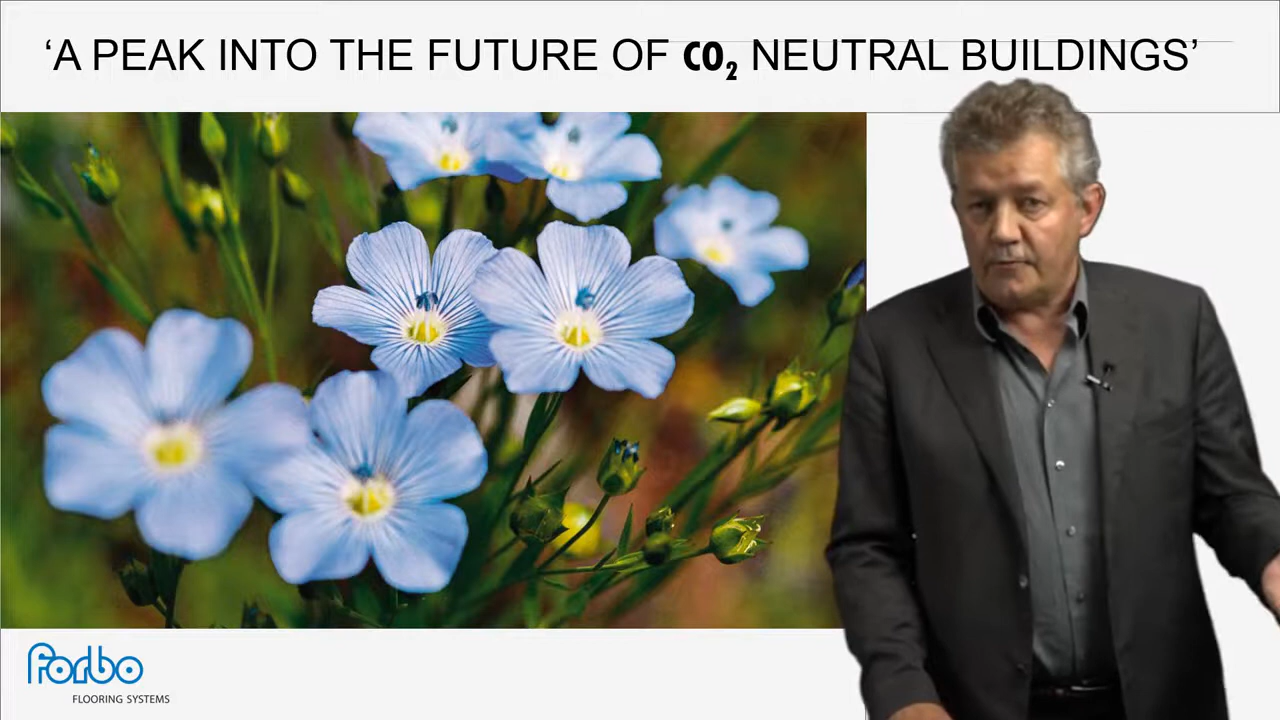 ‘A PEAK INTO THE FUTURE OF CO₂ NEUTRAL BUILDINGS’
forbo
FLOORING SYSTEMS